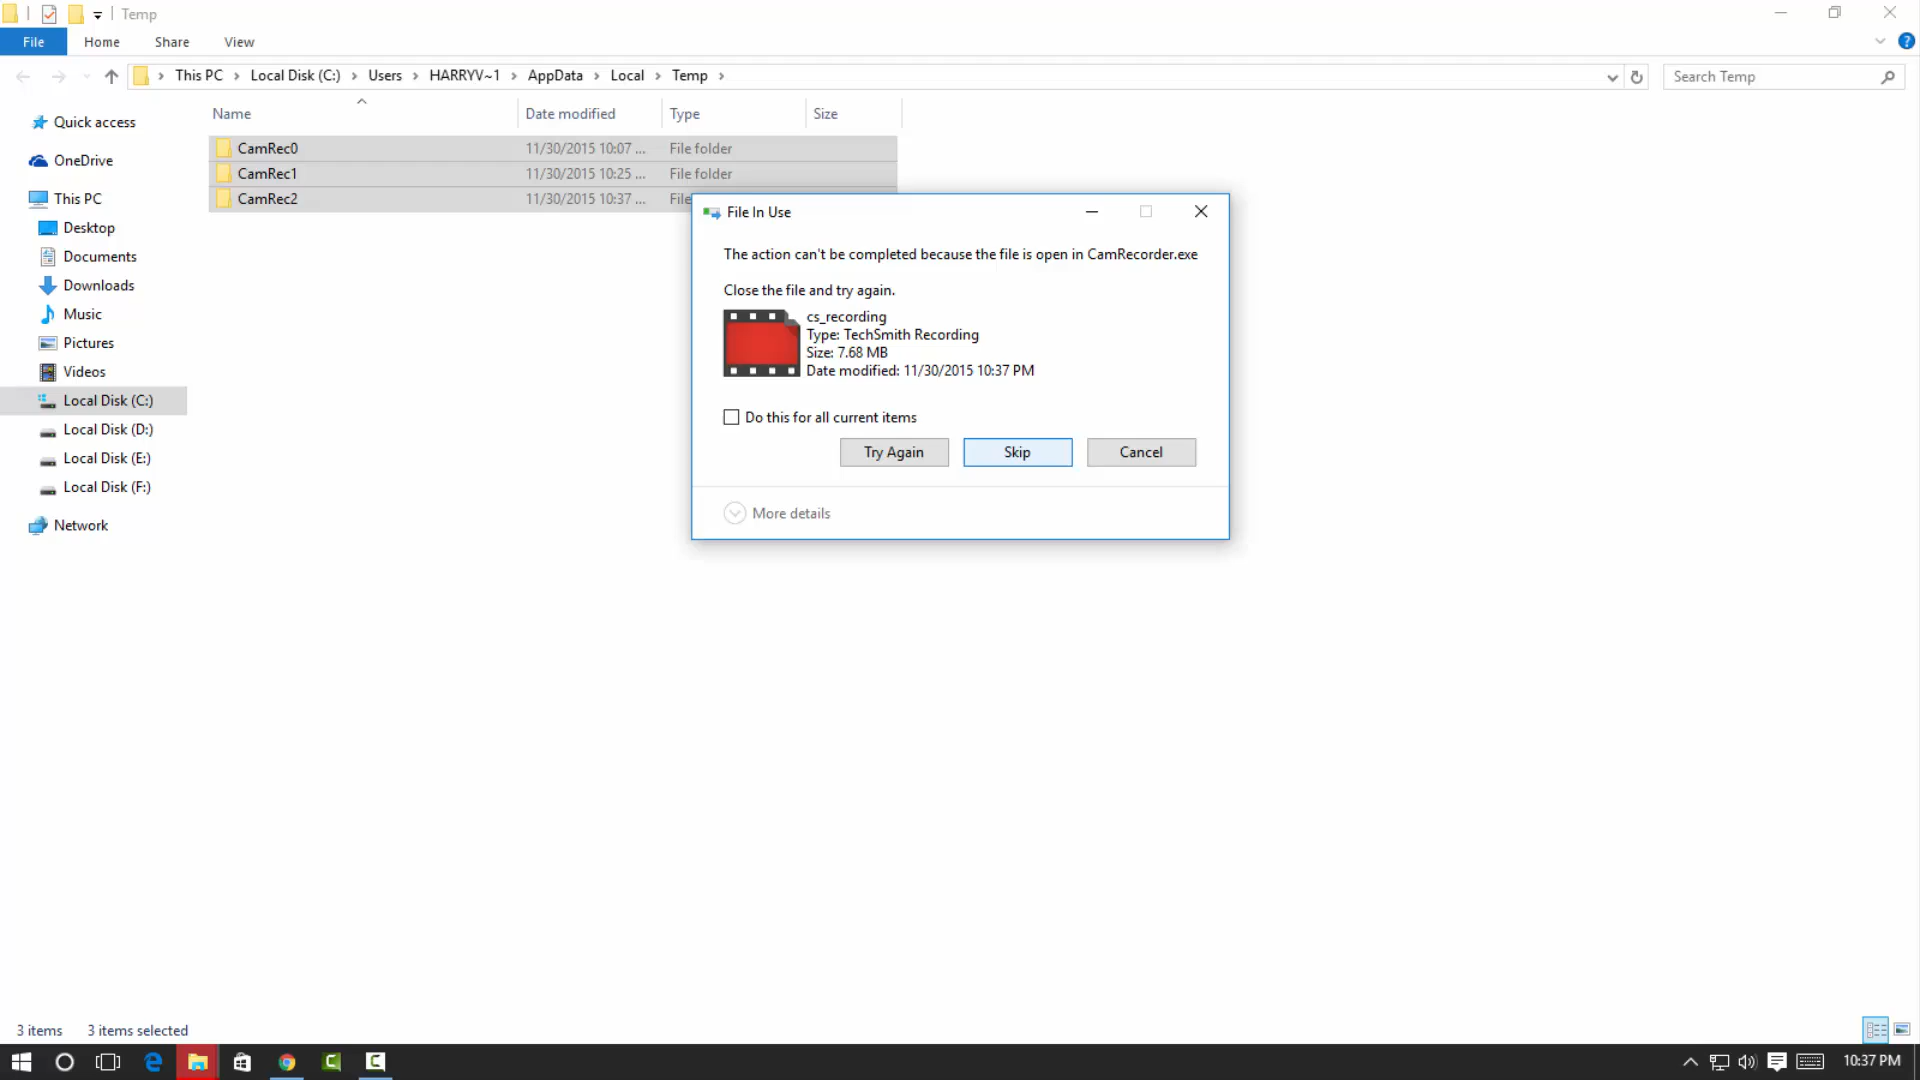 Temp
File Home Share View
This PC Local Disk (C:) Users HARRYV~1 AppData Local Temp
Search Temp
Name Date modified Type Size
Quick access
OneDrive
This PC
Desktop
Documents
Downloads
Music
Pictures
Videos
Local Disk (C:)
Local Disk (D:)
Local Disk (E:)
Local Disk (F:)
Network
CamRec0 11/30/2015 10:07 ... File folder
CamRec1 11/30/2015 10:25 ... File folder
CamRec2 11/30/2015 10:37 ... File
File In Use
The action can't be completed because the file is open in CamRecorder.exe
Close the file and try again.
cs_recording
Type: TechSmith Recording
Size: 7.68 MB
Date modified: 11/30/2015 10:37 PM
Do this for all current items
Try Again Skip Cancel
More details
3 items 3 items selected
10:37 PM